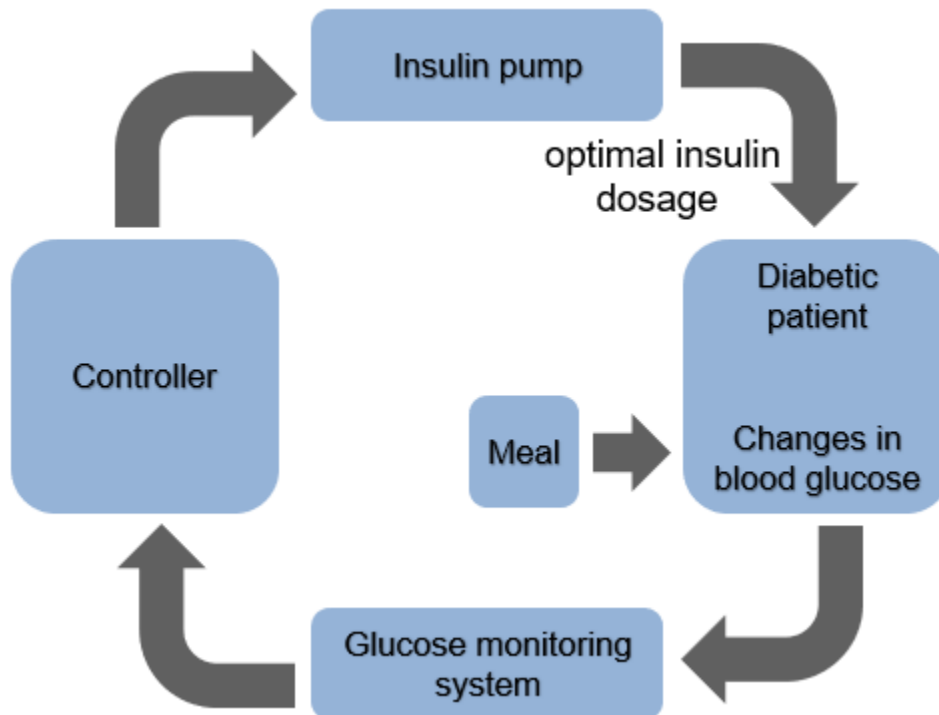 Insulin pump
optimal insulin
dosage
Diabetic
patient
Controller
Meal
Changes in
blood glucose
Glucose monitoring
system